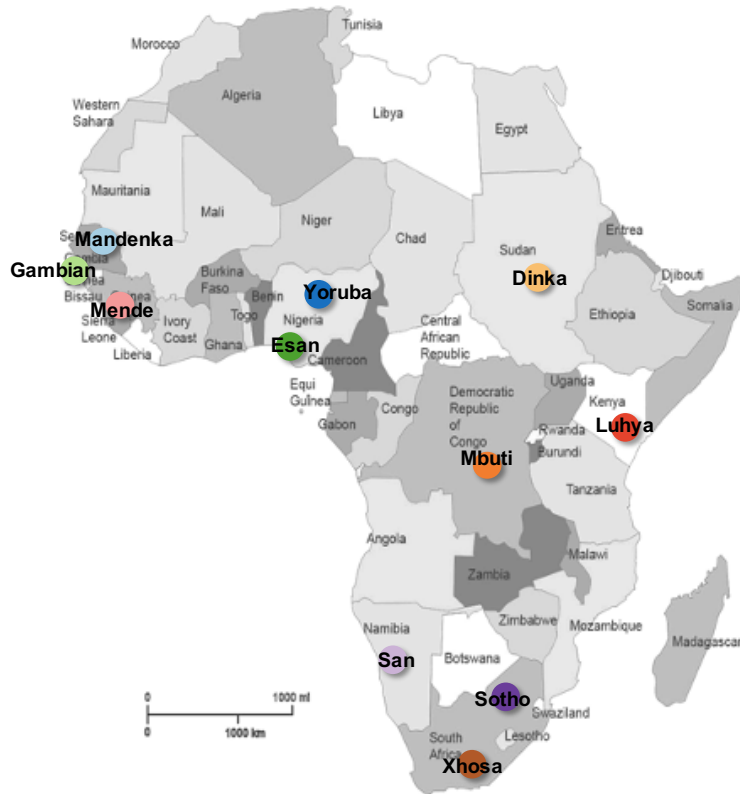 Tunisia
Morocco
Algeria
Western
Sahara
Libya
Egypt
Mauritania
Mali
Niger
Chad
Sudan
Eritrea
Djibouti
Somalia
Ethiopia
Mandenka
Gambian
Bissau
Mende
Sierra
Leone
Liberia
Ivory
Coast
Burkina
Faso
Ghana
Togo
Benin
Yoruba
Nigeria
Esan
Cameroon
Equi
Guinea
Gabon
Congo
Central
African
Republic
Dinka
Democratic
Republic
of
Congo
Mbuti
Uganda
Kenya
Luhya
Rwanda
Burundi
Tanzania
Angola
Zambia
Malawi
Mozambique
Zimbabwe
Madagascar
Namibia
San
Botswana
Sotho
Swaziland
Lesotho
South
Africa
Xhosa
0 1000 ml
0 1000 km